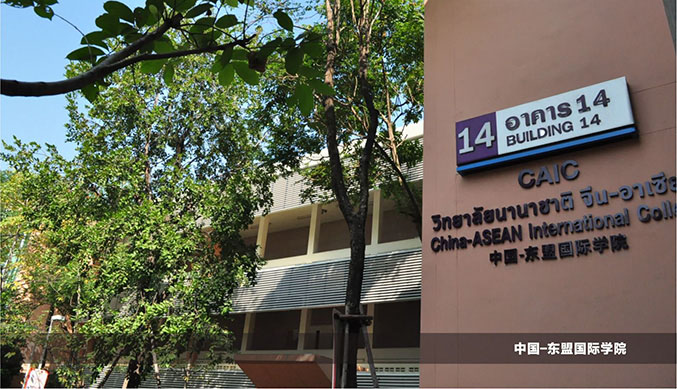 14
อาคาร 14
BUILDING 14
CAIC
วิทยาลัยนานาชาติ จีน-อาเซีย
China-ASEAN International Colle
中国-东盟国际学院
中国-东盟国际学院